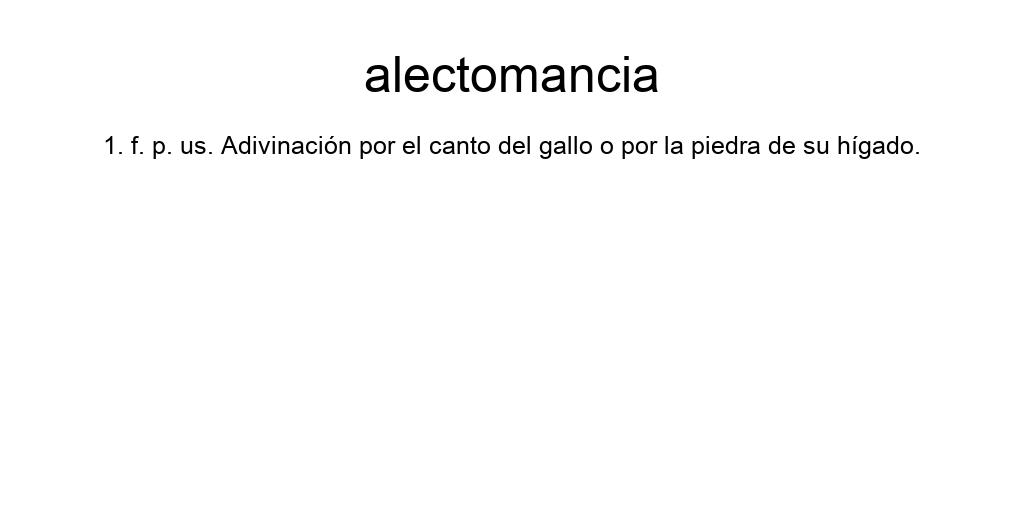 alectomancia
1. f. p. us. Adivinación por el canto del gallo o por la piedra de su hígado.